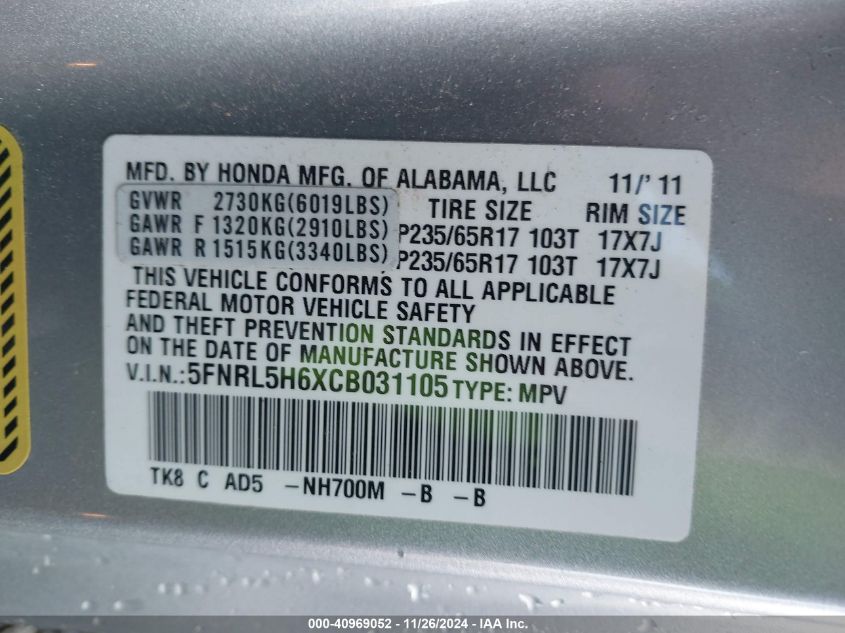 MFD. BY HONDA MFG. OF ALABAMA, LLC 11/'11
GVWR 2730KG(6019LBS) TIRE SIZE RIM SIZE
GAWR F 1320KG(2910LBS) P235/65R17 103T 17X7J
GAWR R 1515KG(3340LBS) P235/65R17 103T 17X7J
THIS VEHICLE CONFORMS TO ALL APPLICABLE
FEDERAL MOTOR VEHICLE SAFETY
AND THEFT PREVENTION STANDARDS IN EFFECT
ON THE DATE OF MANUFACTURE SHOWN ABOVE.
V.I.N.:5FNRL5H6XCB031105 TYPE: MPV
TK8 C AD5 -NH700M -B -B
000-40969052 - 11/26/2024 - IAA Inc.